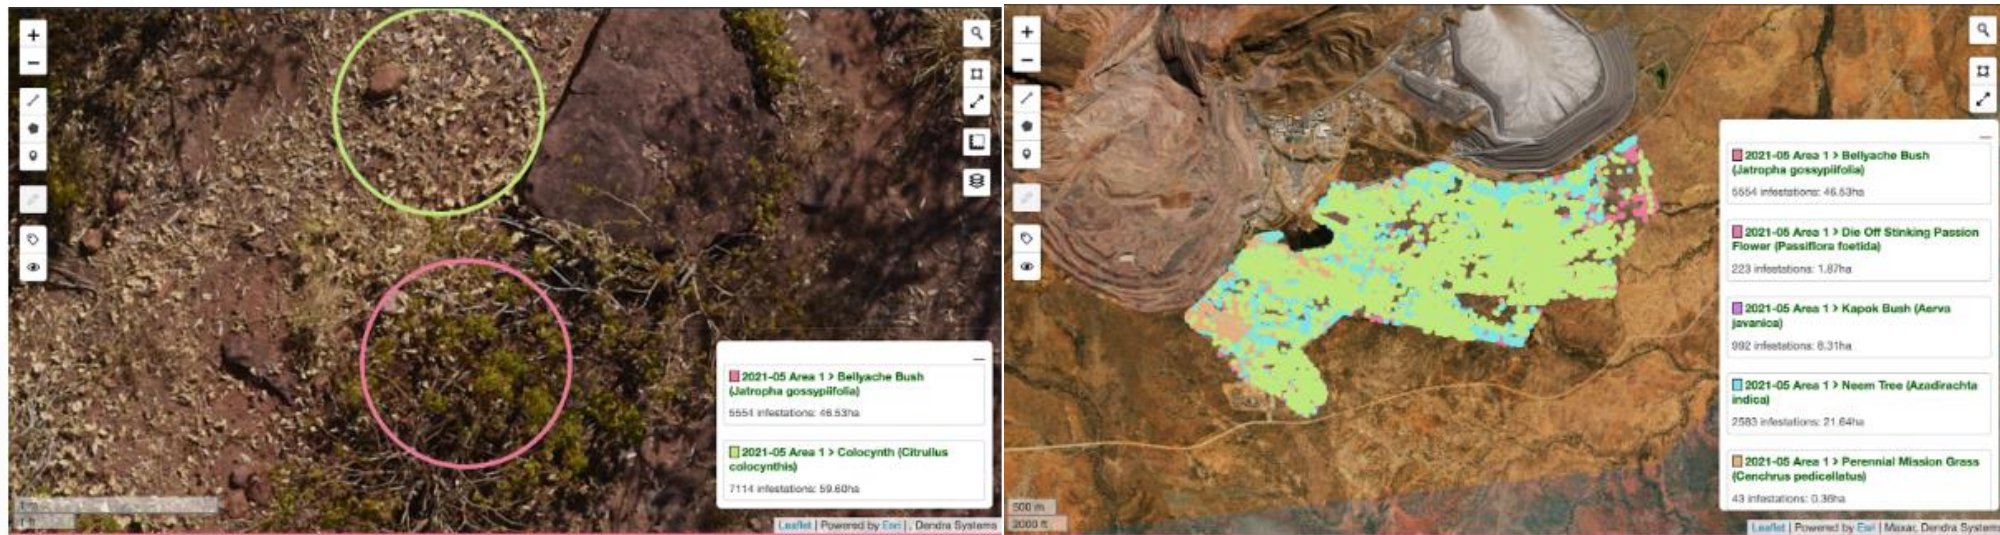 2021-05 Area 1 > Bellyache Bush
(Jatropha gossypiifolia)
5554 infestations: 46.53ha
2021-05 Area 1 > Colocynth (Citrullus
colocynthis)
7114 infestations: 59.60ha
1 ft
Leaflet | Powered by Esri | , Dendra Systems
2021-05 Area 1 > Bellyache Bush
(Jatropha gossypiifolia)
5554 infestations: 46.53ha
2021-05 Area 1 > Die Off Stinking Passion
Flower (Passiflora foetida)
223 infestations: 1.87ha
2021-05 Area 1 > Kapok Bush (Aerva
javanica)
992 infestations: 8.31ha
2021-05 Area 1 > Neem Tree (Azadirachta
indica)
2583 infestations: 21.64ha
2021-05 Area 1 > Perennial Mission Grass
(Cenchrus pedicellatus)
43 infestations: 0.36ha
500 m
2000 ft
Leaflet | Powered by Esri | Maxar, Dendra Systems